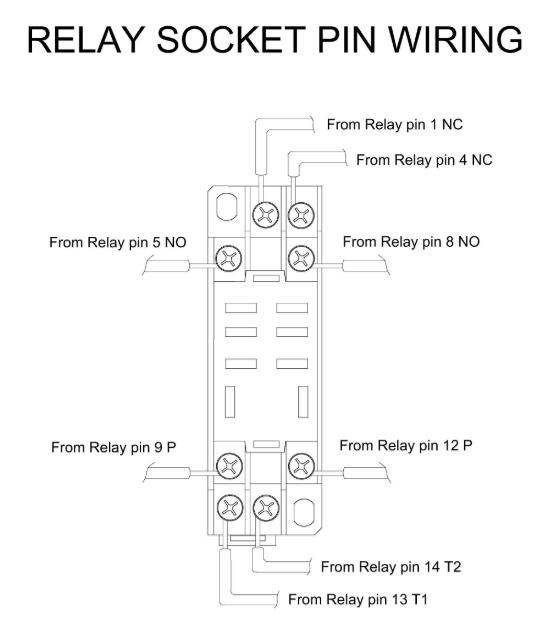 RELAY SOCKET PIN WIRING
From Relay pin 1 NC
From Relay pin 4 NC
From Relay pin 5 NO
From Relay pin 8 NO
From Relay pin 9 P
From Relay pin 12 P
From Relay pin 14 T2
From Relay pin 13 T1